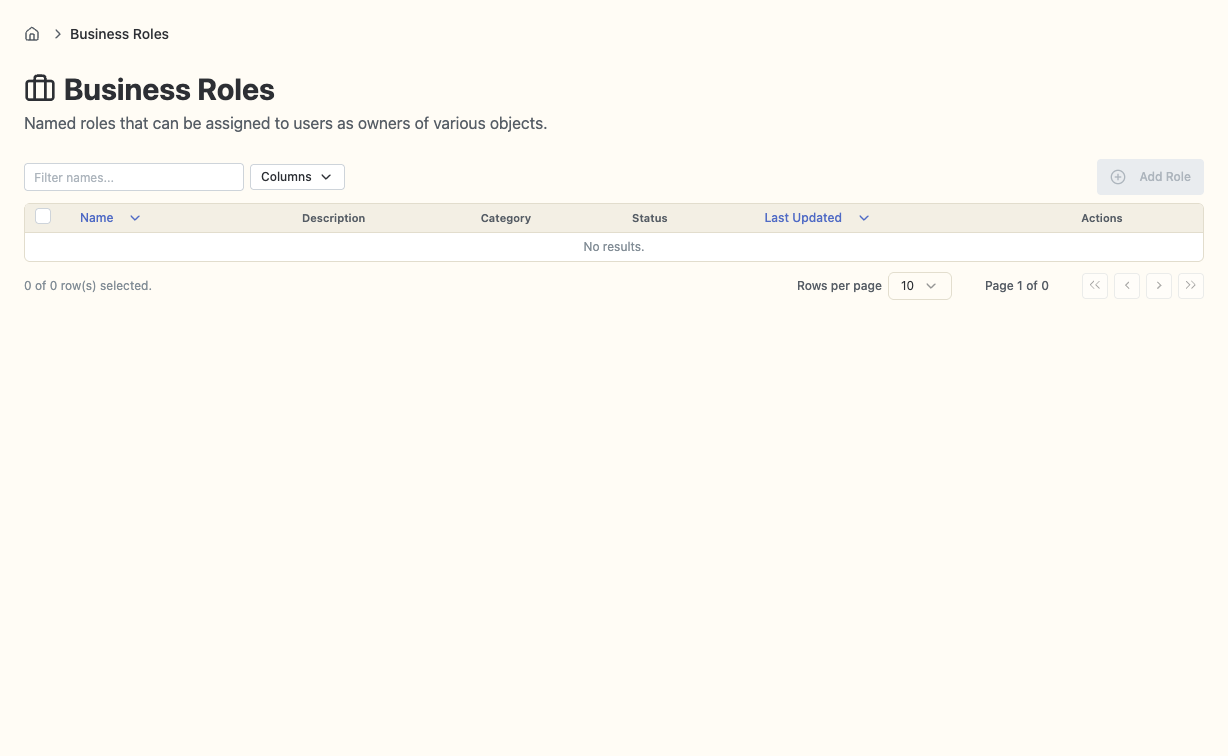 Business Roles
Business Roles
Named roles that can be assigned to users as owners of various objects.
Filter names...
Columns
Add Role
Name Description Category Status Last Updated Actions
No results.
0 of 0 row(s) selected.
Rows per page 10 Page 1 of 0